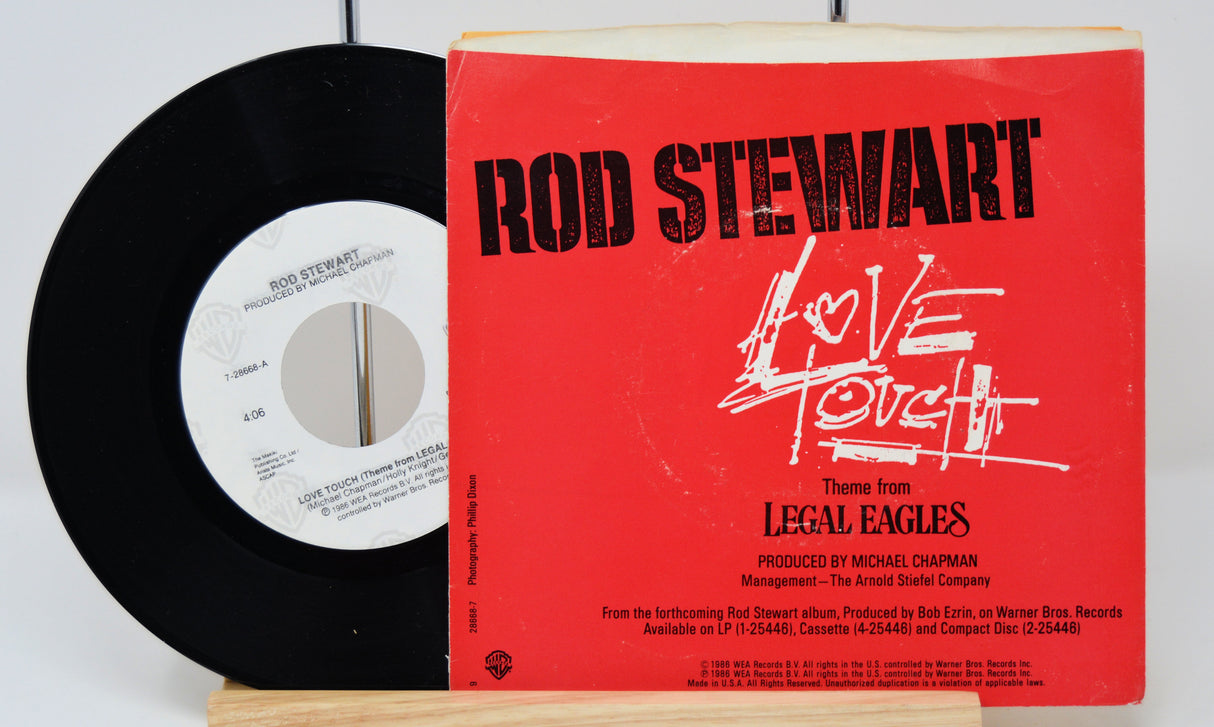 ROD STEWART
PRODUCED BY MICHAEL CHAPMAN
7-28668-A
4:06
The Makiki
Publishing Co. Ltd./
Arista Music, Inc.
ASCAP
LOVE TOUCH (Theme from LEGAL
(Michael Chapman/Holly Knight/Ge
℗ 1986 WEA Records B.V. All rights
controlled by Warner Bros. Reco
ROD STEWART
LOVE
TOUCH
Theme from
LEGAL EAGLES
PRODUCED BY MICHAEL CHAPMAN
Management—The Arnold Stiefel Company
From the forthcoming Rod Stewart album, Produced by Bob Ezrin, on Warner Bros. Records
Available on LP (1-25446), Cassette (4-25446) and Compact Disc (2-25446)
© 1986 WEA Records B.V. All rights in the U.S. controlled by Warner Bros. Records Inc.
℗ 1986 WEA Records B.V. All rights in the U.S. controlled by Warner Bros. Records Inc.
Made in U.S.A. All Rights Reserved. Unauthorized duplication is a violation of applicable laws.
9 28668-7 Photography: Phillip Dixon